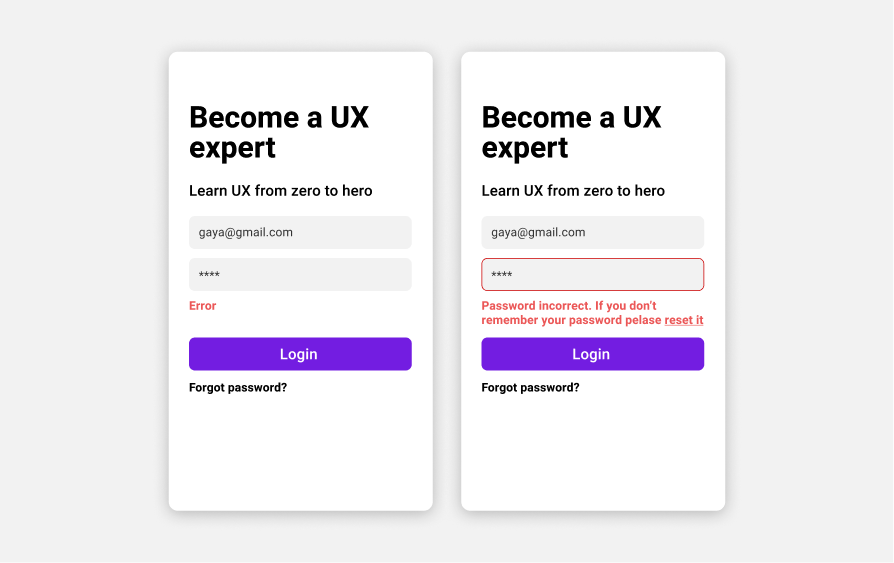 Become a UX
expert
Learn UX from zero to hero
gaya@gmail.com
****
Error
Login
Forgot password?
Become a UX
expert
Learn UX from zero to hero
gaya@gmail.com
****
Password incorrect. If you don’t
remember your password pelase reset it
Login
Forgot password?